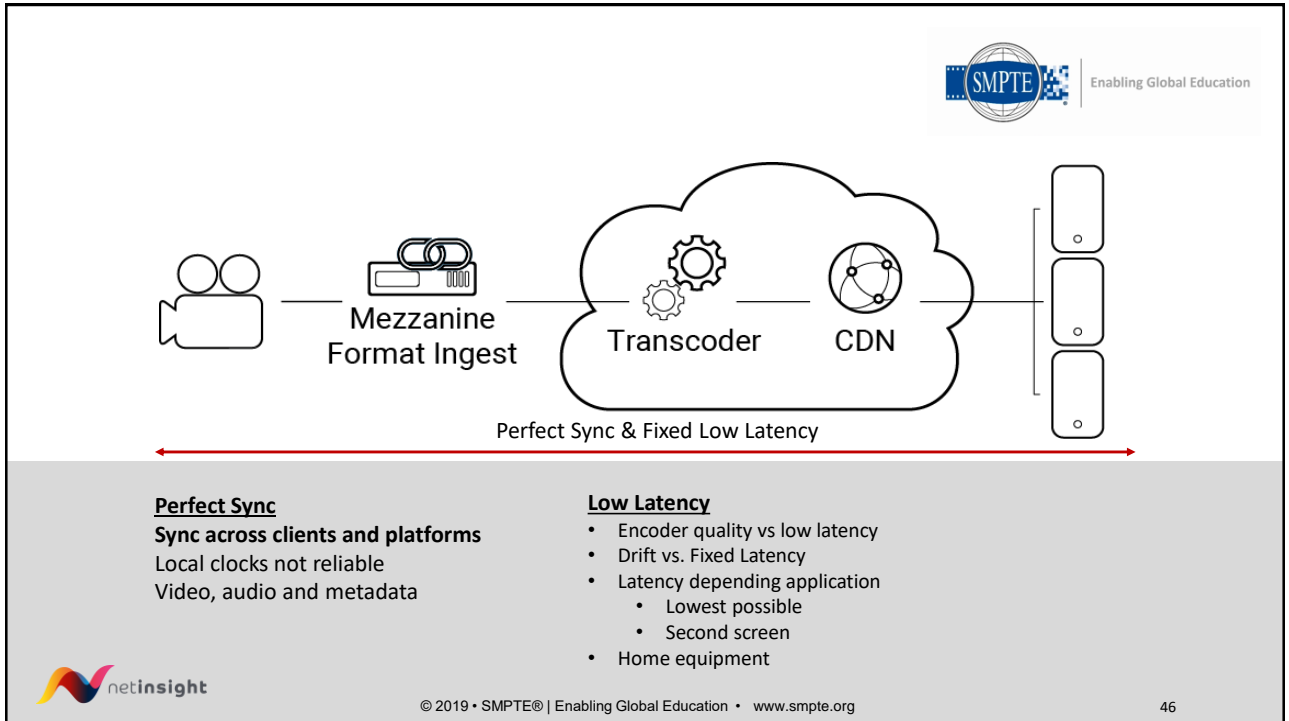 SMPTE
Enabling Global Education
Mezzanine
Format Ingest
Transcoder
CDN
Perfect Sync & Fixed Low Latency
Perfect Sync
Sync across clients and platforms
Local clocks not reliable
Video, audio and metadata
Low Latency
• Encoder quality vs low latency
• Drift vs. Fixed Latency
• Latency depending application
• Lowest possible
• Second screen
• Home equipment
netinsight
© 2019 • SMPTE® | Enabling Global Education • www.smpte.org
46